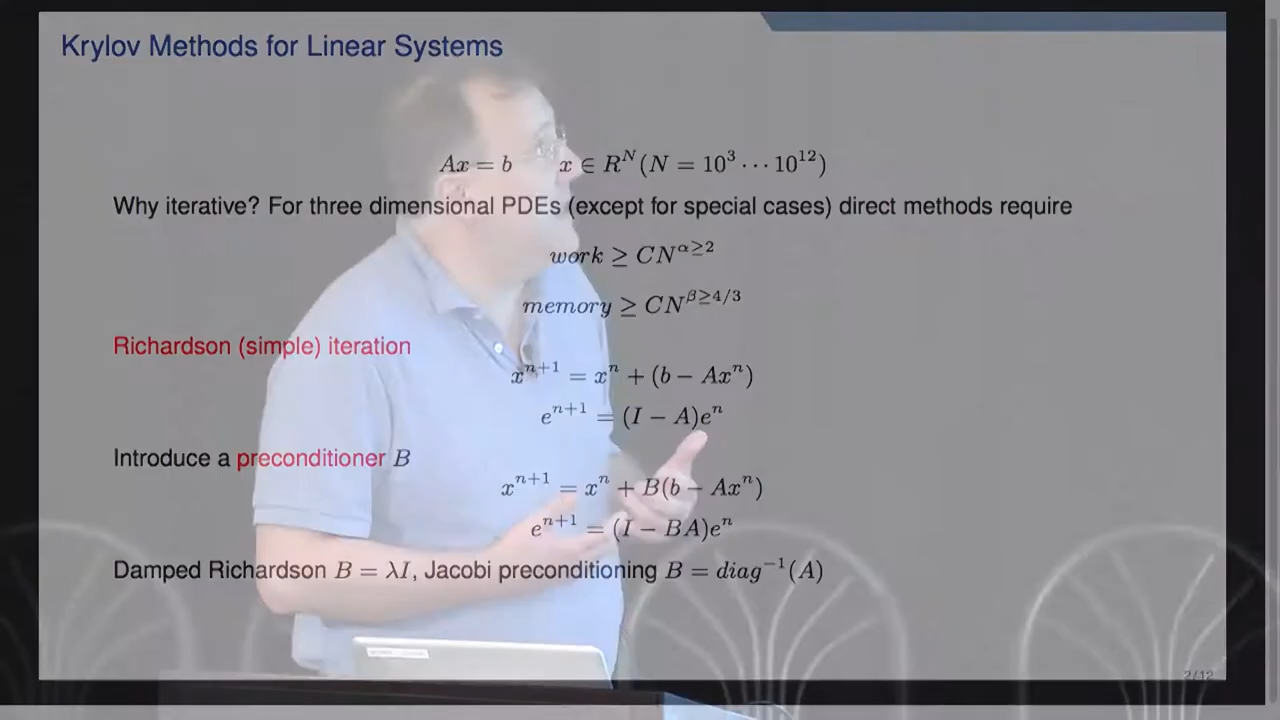 Krylov Methods for Linear Systems
Ax = b x ∈ R^N (N = 10^3 ··· 10^12)
Why iterative? For three dimensional PDEs (except for special cases) direct methods require
work ≥ CN^{α≥2}
memory ≥ CN^{β≥4/3}
Richardson (simple) iteration
x^{n+1} = x^n + (b − Ax^n)
e^{n+1} = (I − A)e^n
Introduce a preconditioner B
x^{n+1} = x^n + B(b − Ax^n)
e^{n+1} = (I − BA)e^n
Damped Richardson B = λI, Jacobi preconditioning B = diag^{−1}(A)
2/12